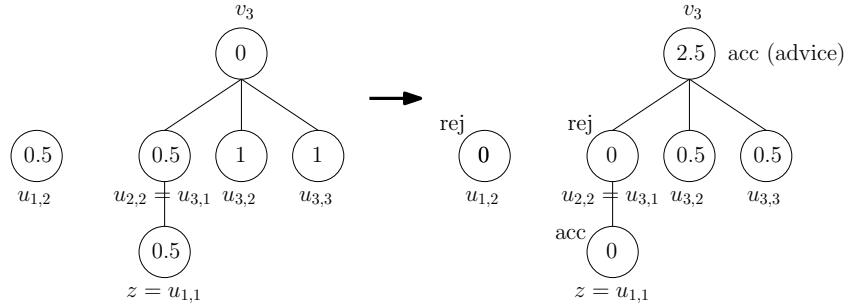 v_3
0
0.5
0.5
1
1
u_{1,2}
u_{2,2} = u_{3,1}
u_{3,2}
u_{3,3}
0.5
z = u_{1,1}
v_3
2.5
acc (advice)
rej
rej
0
0
0.5
0.5
u_{1,2}
u_{2,2} = u_{3,1}
u_{3,2}
u_{3,3}
acc
0
z = u_{1,1}